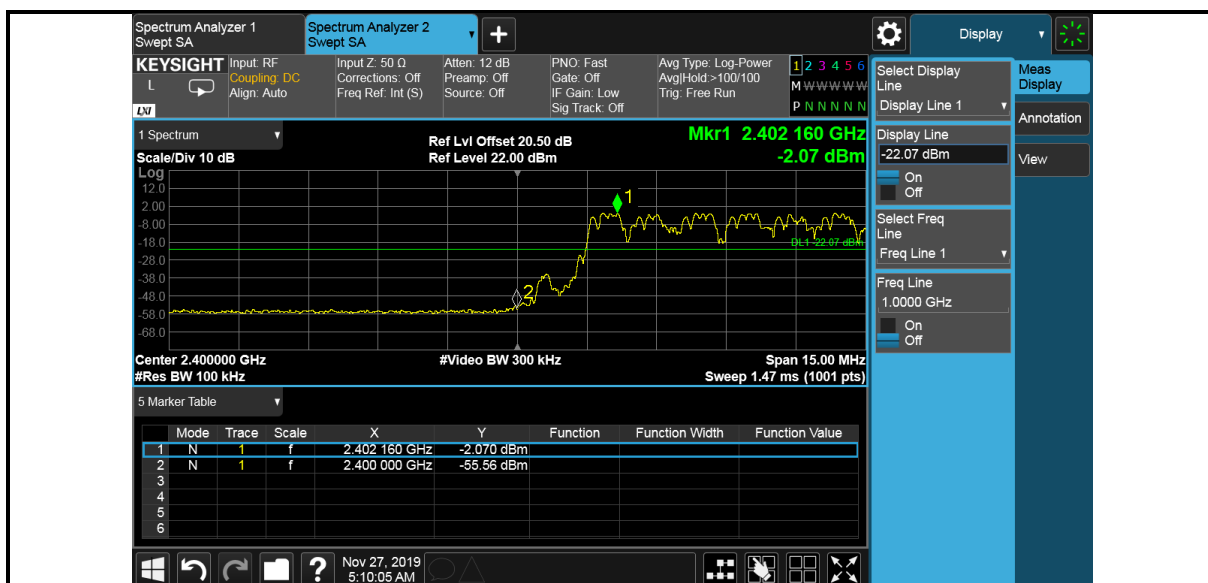 Spectrum Analyzer 1
Swept SA
Spectrum Analyzer 2
Swept SA
Display
KEYSIGHT
L
LXI
Input: RF
Coupling: DC
Align: Auto
Input Z: 50 Ω
Corrections: Off
Freq Ref: Int (S)
Atten: 12 dB
Preamp: Off
Source: Off
PNO: Fast
Gate: Off
IF Gain: Low
Sig Track: Off
Avg Type: Log-Power
Avg|Hold:>100/100
Trig: Free Run
1 2 3 4 5 6
M W W W W W
P N N N N N
1 Spectrum
Scale/Div 10 dB
Ref Lvl Offset 20.50 dB
Ref Level 22.00 dBm
Mkr1 2.402 160 GHz
-2.07 dBm
Log
12.0
2.00
-8.00
-18.0
-28.0
-38.0
-48.0
-58.0
-68.0
1
2
DL1 -22.07 dBm
Center 2.400000 GHz
#Video BW 300 kHz
Span 15.00 MHz
#Res BW 100 kHz
Sweep 1.47 ms (1001 pts)
5 Marker Table
Mode Trace Scale X Y Function Function Width Function Value
1 N 1 f 2.402 160 GHz -2.070 dBm
2 N 1 f 2.400 000 GHz -55.56 dBm
3
4
5
6
?
Nov 27, 2019
5:10:05 AM
Select Display
Line
Display Line 1
Display Line
-22.07 dBm
On
Off
Select Freq
Line
Freq Line 1
Freq Line
1.0000 GHz
On
Off
Meas
Display
Annotation
View